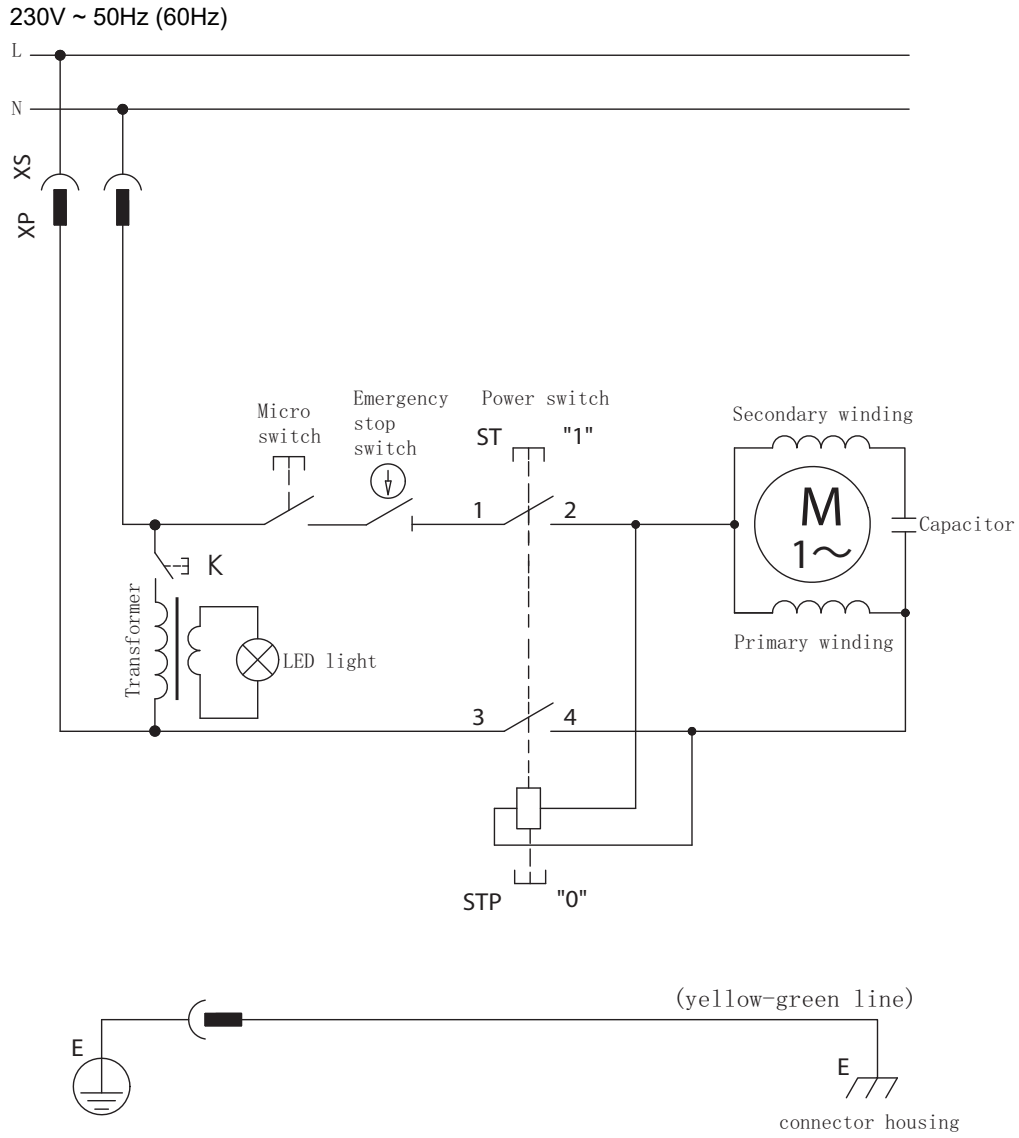 230V ~ 50Hz (60Hz)
L
N
XS
XP
Micro
switch
Emergency
stop
switch
Power switch
ST "1"
1 2
Secondary winding
M
1~
Capacitor
Primary winding
K
Transformer
LED light
3 4
STP "0"
(yellow-green line)
E
E
connector housing